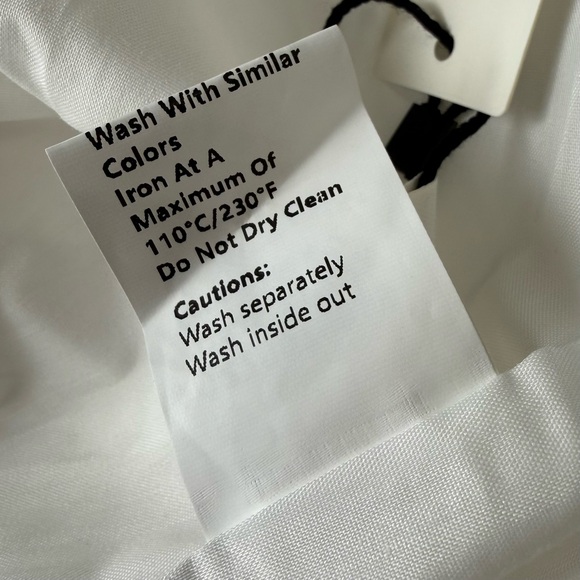 Wash With Similar
Colors
Iron At A
Maximum Of
110°C/230°F
Do Not Dry Clean
Cautions:
Wash separately
Wash inside out